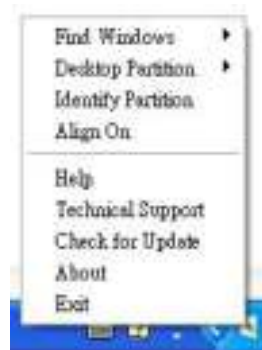 Find Windows
Desktop Partition
Identify Partition
Align On
Help
Technical Support
Check for Update
About
Exit